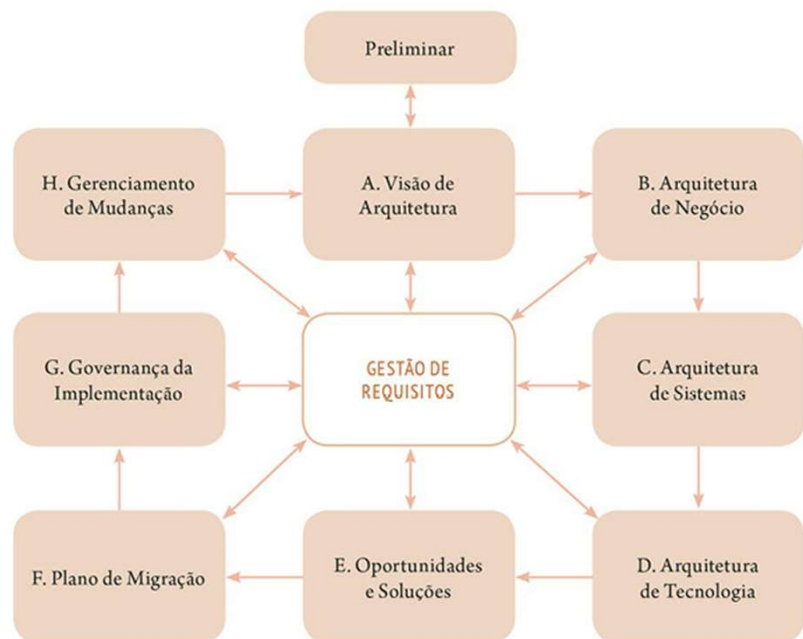 Preliminar
H. Gerenciamento
de Mudanças
A. Visão de
Arquitetura
B. Arquitetura
de Negócio
G. Governança da
Implementação
GESTÃO DE
REQUISITOS
C. Arquitetura
de Sistemas
F. Plano de Migração
E. Oportunidades
e Soluções
D. Arquitetura
de Tecnologia